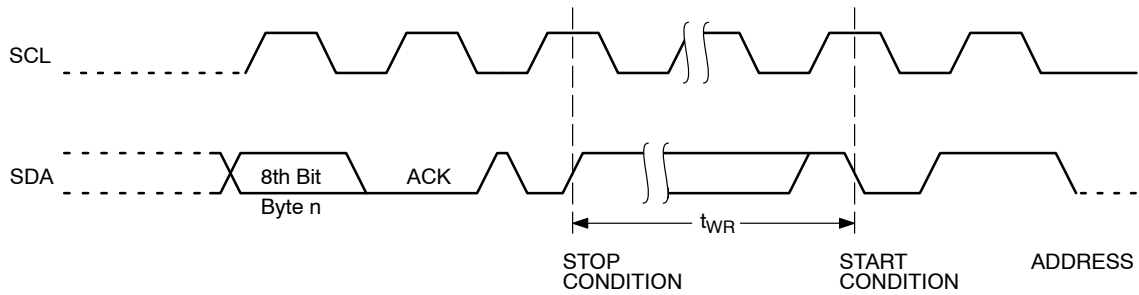 SCL
SDA
8th Bit
Byte n
ACK
tWR
STOP
CONDITION
START
CONDITION
ADDRESS